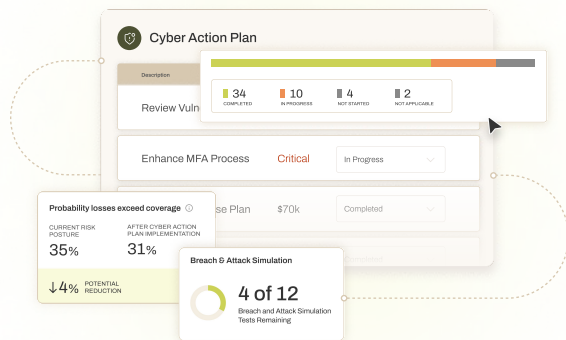 Cyber Action Plan
34
COMPLETED
10
IN PROGRESS
4
NOT STARTED
2
NOT APPLICABLE
Description
Review
Enhance MFA Process
Critical
In Progress
se Plan
$70k
Completed
Completed
Probability losses exceed coverage
CURRENT RISK
POSTURE
35%
AFTER CYBER ACTION
PLAN IMPLEMENTATION
31%
↓4%
POTENTIAL
REDUCTION
Breach & Attack Simulation
4 of 12
Breach and Attack Simulation
Tests Remaining